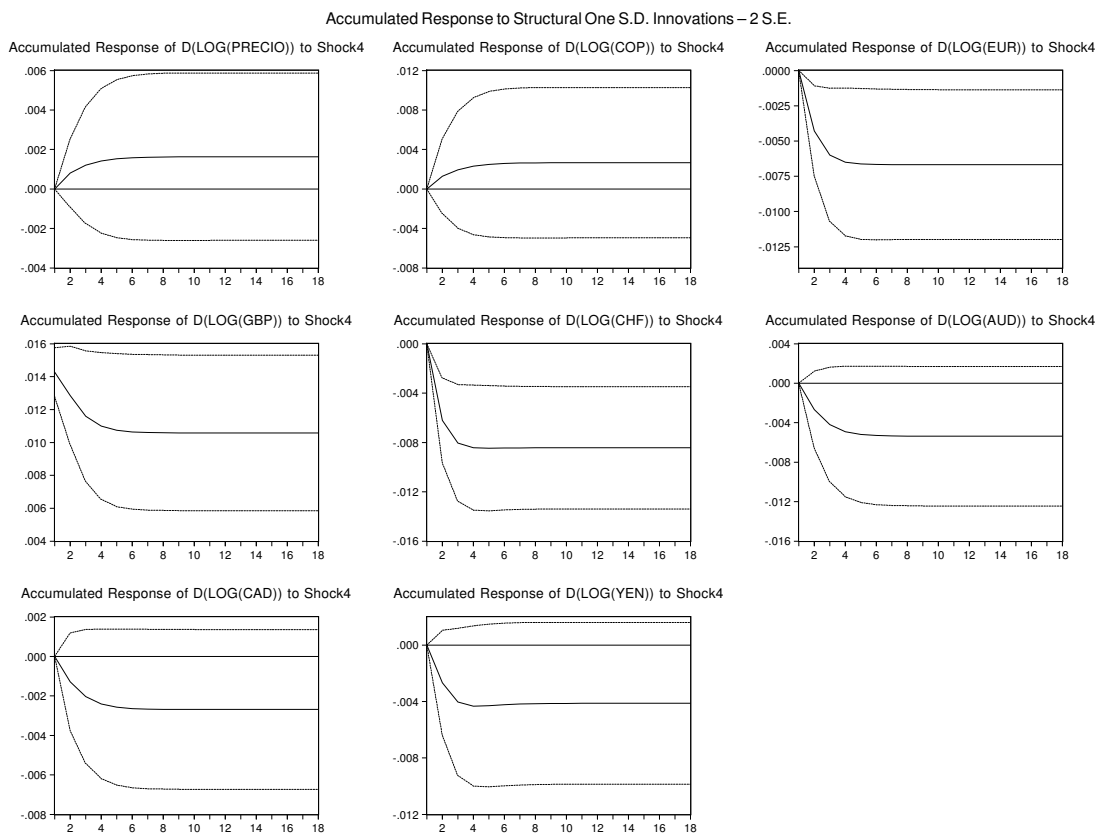 Accumulated Response to Structural One S.D. Innovations – 2 S.E.
Accumulated Response of D(LOG(PRECIO)) to Shock4
.006
.004
.002
.000
-.002
-.004
2 4 6 8 10 12 14 16 18
Accumulated Response of D(LOG(COP)) to Shock4
.012
.008
.004
.000
-.004
-.008
2 4 6 8 10 12 14 16 18
Accumulated Response of D(LOG(EUR)) to Shock4
.0000
-.0025
-.0050
-.0075
-.0100
-.0125
2 4 6 8 10 12 14 16 18
Accumulated Response of D(LOG(GBP)) to Shock4
.016
.014
.012
.010
.008
.006
.004
2 4 6 8 10 12 14 16 18
Accumulated Response of D(LOG(CHF)) to Shock4
.000
-.004
-.008
-.012
-.016
2 4 6 8 10 12 14 16 18
Accumulated Response of D(LOG(AUD)) to Shock4
.004
.000
-.004
-.008
-.012
-.016
2 4 6 8 10 12 14 16 18
Accumulated Response of D(LOG(CAD)) to Shock4
.002
.000
-.002
-.004
-.006
-.008
2 4 6 8 10 12 14 16 18
Accumulated Response of D(LOG(YEN)) to Shock4
.000
-.004
-.008
-.012
2 4 6 8 10 12 14 16 18